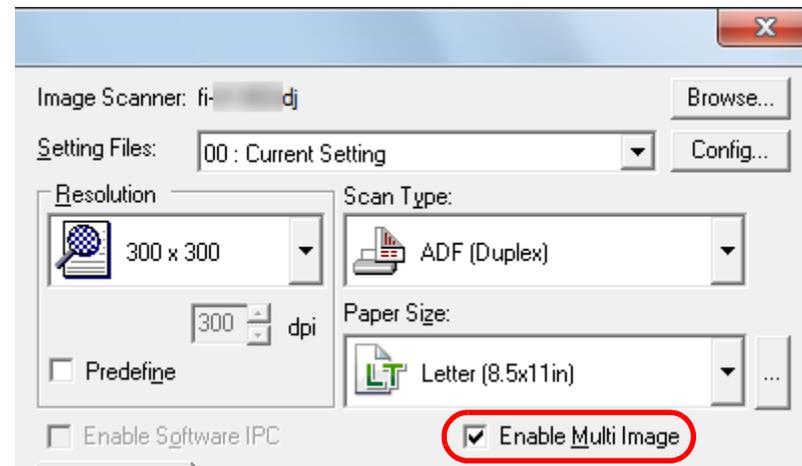 Image Scanner: fi- dj
Browse...
Setting Files: 00 : Current Setting
Config...
Resolution
Scan Type:
300 x 300
ADF (Duplex)
300 dpi
Paper Size:
Predefine
LT Letter (8.5x11in)
...
Enable Software IPC
Enable Multi Image